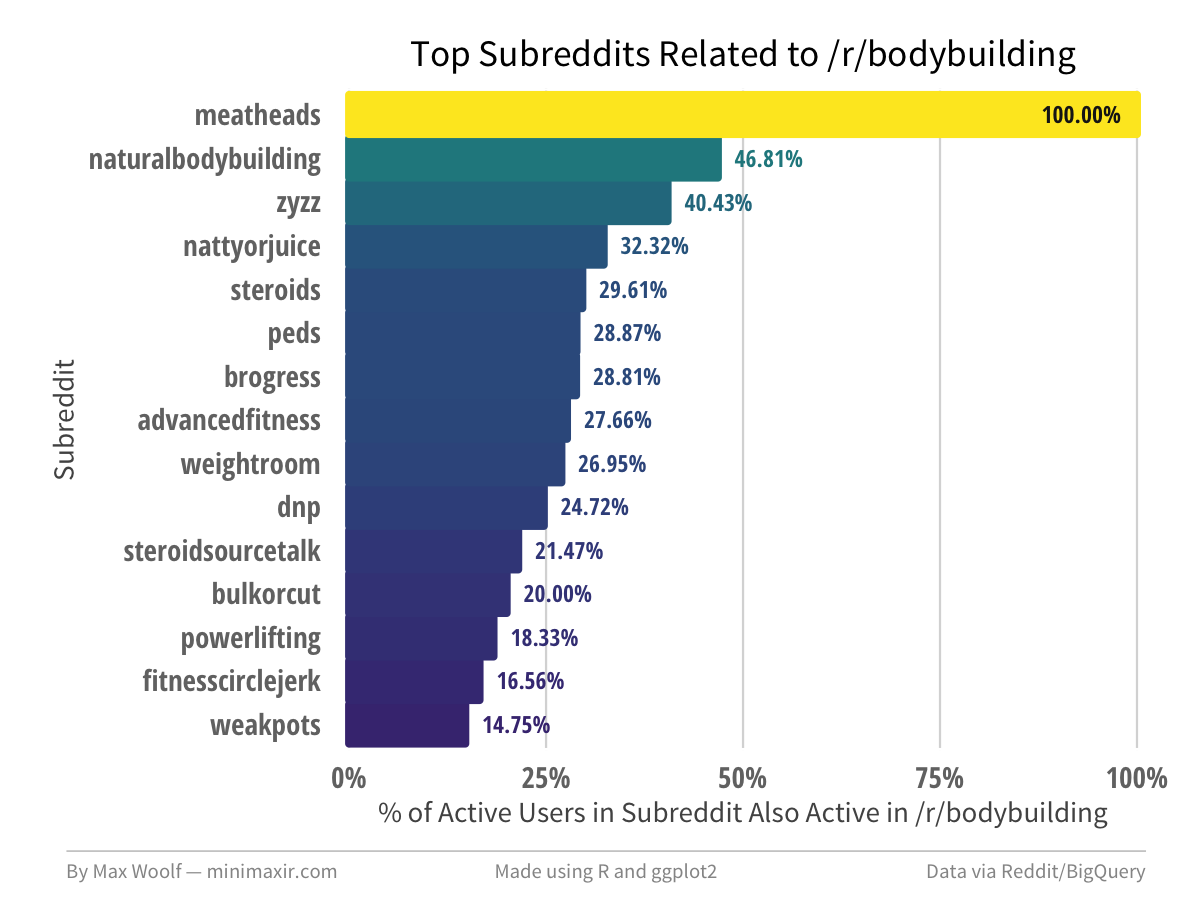 Top Subreddits Related to /r/bodybuilding
meatheads 100.00%
naturalbodybuilding 46.81%
zyzz 40.43%
nattyorjuice 32.32%
steroids 29.61%
peds 28.87%
brogress 28.81%
advancedfitness 27.66%
weightroom 26.95%
dnp 24.72%
steroidsourcetalk 21.47%
bulkorcut 20.00%
powerlifting 18.33%
fitnesscirclejerk 16.56%
weakpots 14.75%
Subreddit
0% 25% 50% 75% 100%
% of Active Users in Subreddit Also Active in /r/bodybuilding
By Max Woolf — minimaxir.com Made using R and ggplot2 Data via Reddit/BigQuery